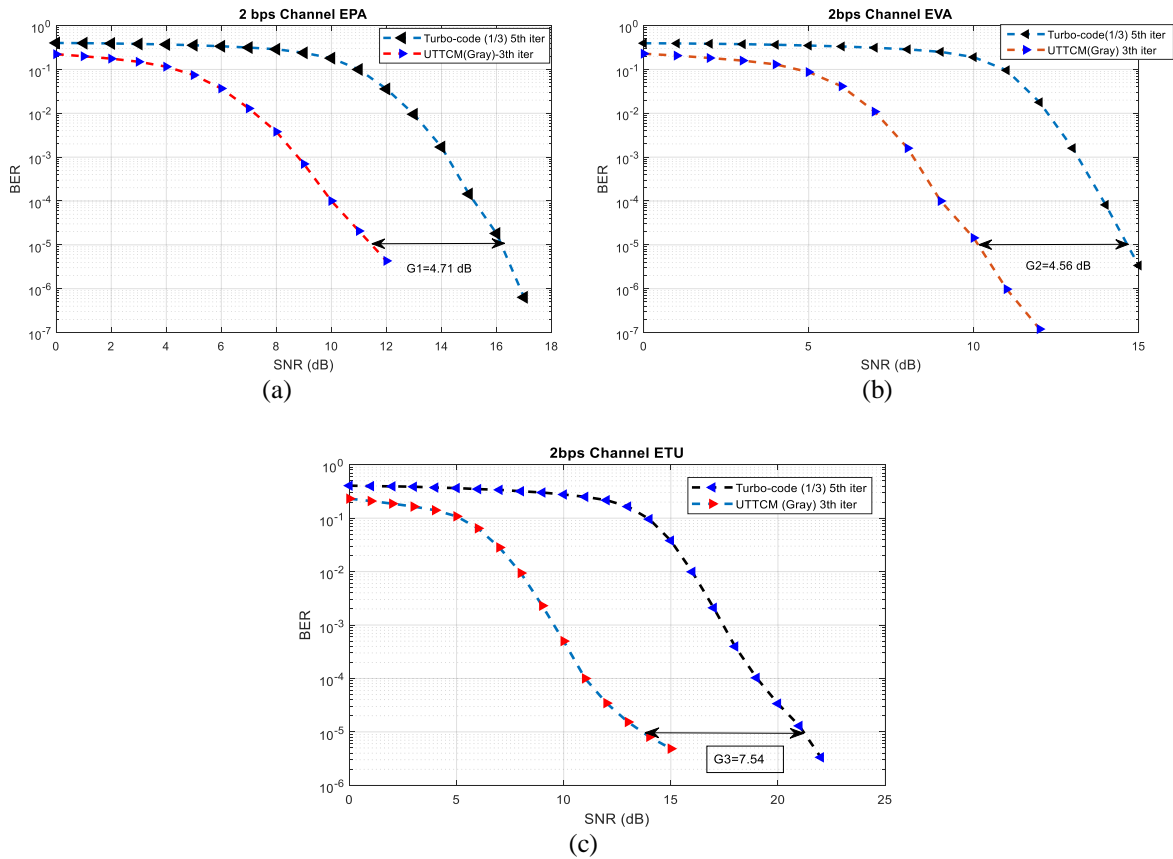 2 bps Channel EPA
10^0
10^-1
10^-2
10^-3
10^-4
10^-5
10^-6
10^-7
BER
Turbo-code(1/3) 5th iter
UTTCM(Gray)-3th iter
G1=4.71 dB
0 2 4 6 8 10 12 14 16 18
SNR (dB)
(a)
2bps Channel EVA
10^0
10^-1
10^-2
10^-3
10^-4
10^-5
10^-6
10^-7
BER
Turbo-code(1/3) 5th iter
UTTCM(Gray) 3th iter
G2=4.56 dB
0 5 10 15
SNR (dB)
(b)
2bps Channel ETU
10^0
10^-1
10^-2
10^-3
10^-4
10^-5
10^-6
BER
Turbo-code (1/3) 5th iter
UTTCM (Gray) 3th iter
G3=7.54
0 5 10 15 20 25
SNR (dB)
(c)